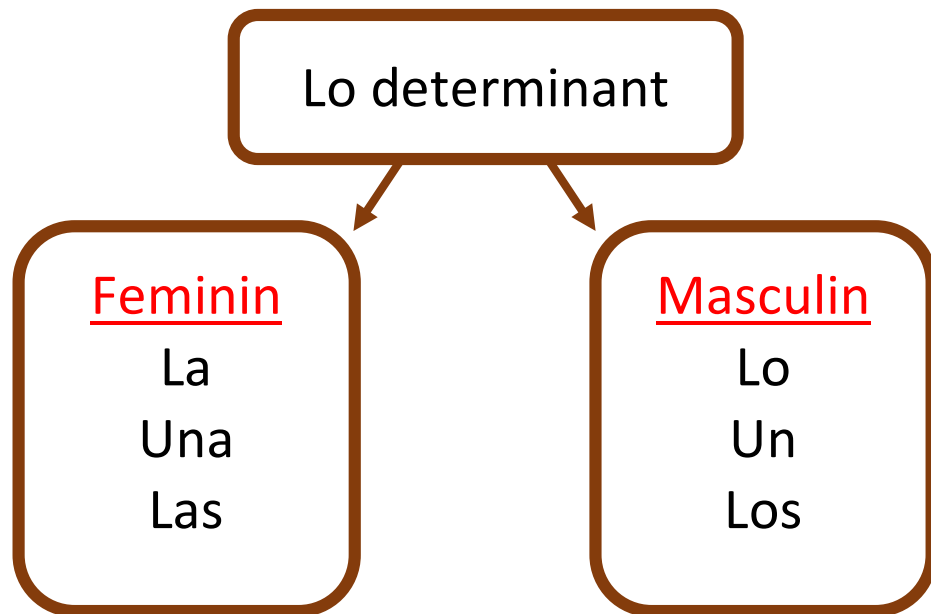 Lo determinant
Feminin
La
Una
Las
Masculin
Lo
Un
Los